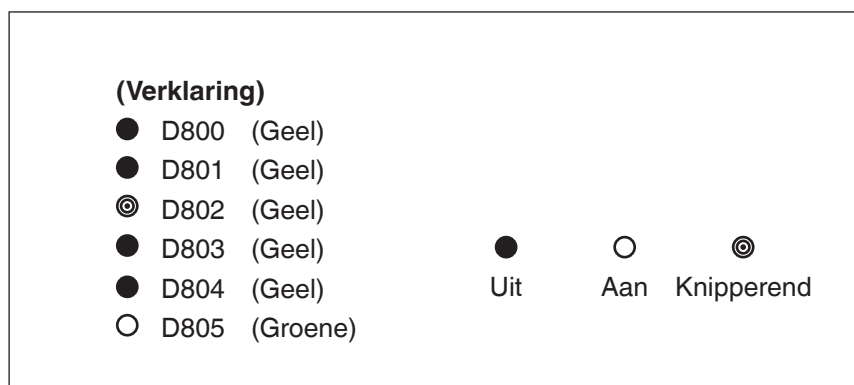 (Verklaring)
D800 (Geel)
D801 (Geel)
D802 (Geel)
D803 (Geel)
D804 (Geel)
D805 (Groene)
Uit Aan Knipperend